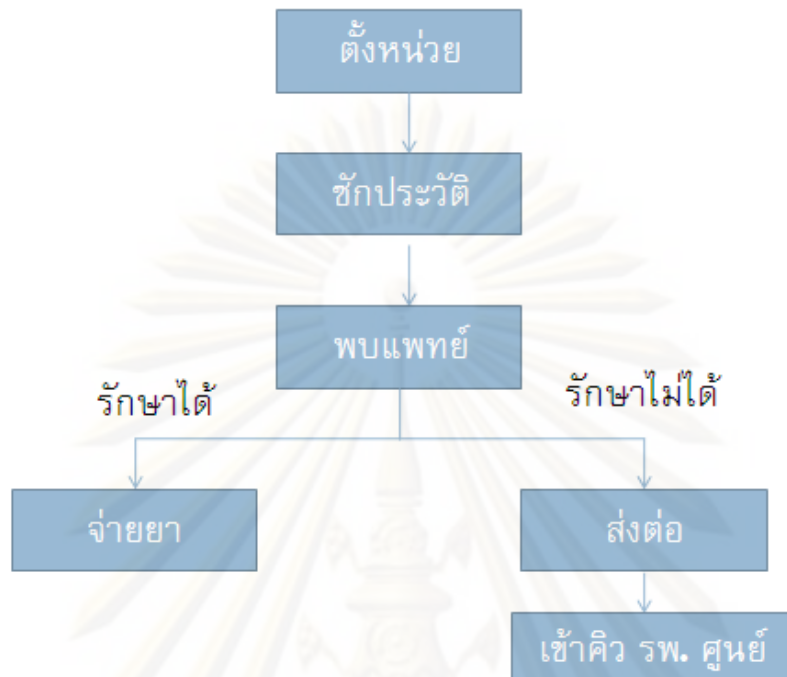 ตั้งหน่วย
ซักประวัติ
พบแพทย์
รักษาได้
รักษาไม่ได้
จ่ายยา
ส่งต่อ
เข้าคิว รพ. ศูนย์